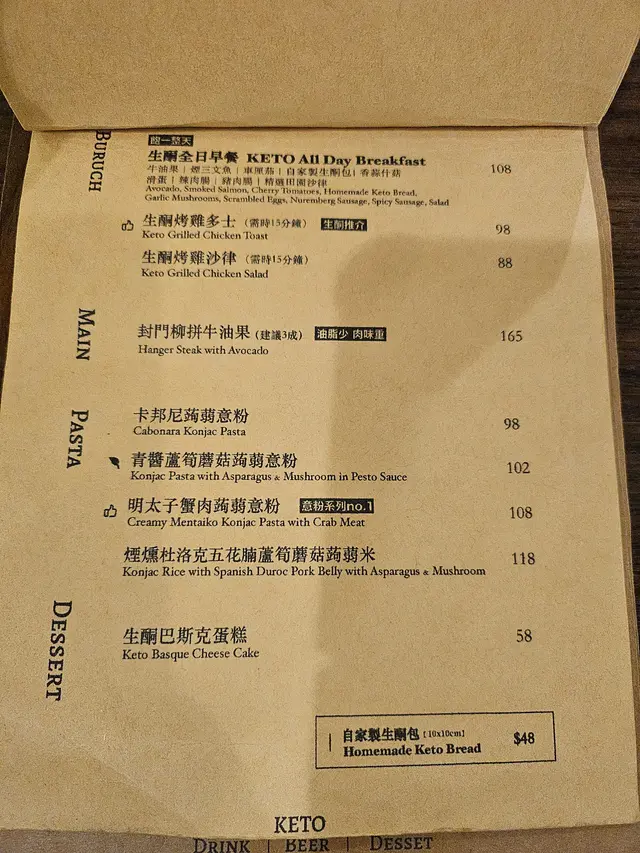 BURUCH
飽一整天
生酮全日早餐 KETO All Day Breakfast 108
牛油果 | 煙三文魚 | 車厘茄 | 自家製生酮包 | 香蒜什菇
滑蛋 | 辣肉腸 | 豬肉腸 | 精選田園沙律
Avocado, Smoked Salmon, Cherry Tomatoes, Homemade Keto Bread,
Garlic Mushrooms, Scrambled Eggs, Nuremberg Sausage, Spicy Sausage, Salad
生酮烤雞多士 (需時15分鐘) 生酮推介 98
Keto Grilled Chicken Toast
生酮烤雞沙律 (需時15分鐘) 88
Keto Grilled Chicken Salad
MAIN
封門柳拼牛油果 (建議3成) 油脂少 肉味重 165
Hanger Steak with Avocado
PASTA
卡邦尼蒟蒻意粉 98
Cabonara Konjac Pasta
青醬蘆筍蘑菇蒟蒻意粉 102
Konjac Pasta with Asparagus & Mushroom in Pesto Sauce
明太子蟹肉蒟蒻意粉 意粉系列no.1 108
Creamy Mentaiko Konjac Pasta with Crab Meat
煙燻杜洛克五花腩蘆筍蘑菇蒟蒻米 118
Konjac Rice with Spanish Duroc Pork Belly with Asparagus & Mushroom
DESSERT
生酮巴斯克蛋糕 58
Keto Basque Cheese Cake
自家製生酮包 [10x10cm] $48
Homemade Keto Bread
KETO
DRINK | BEER | DESSET